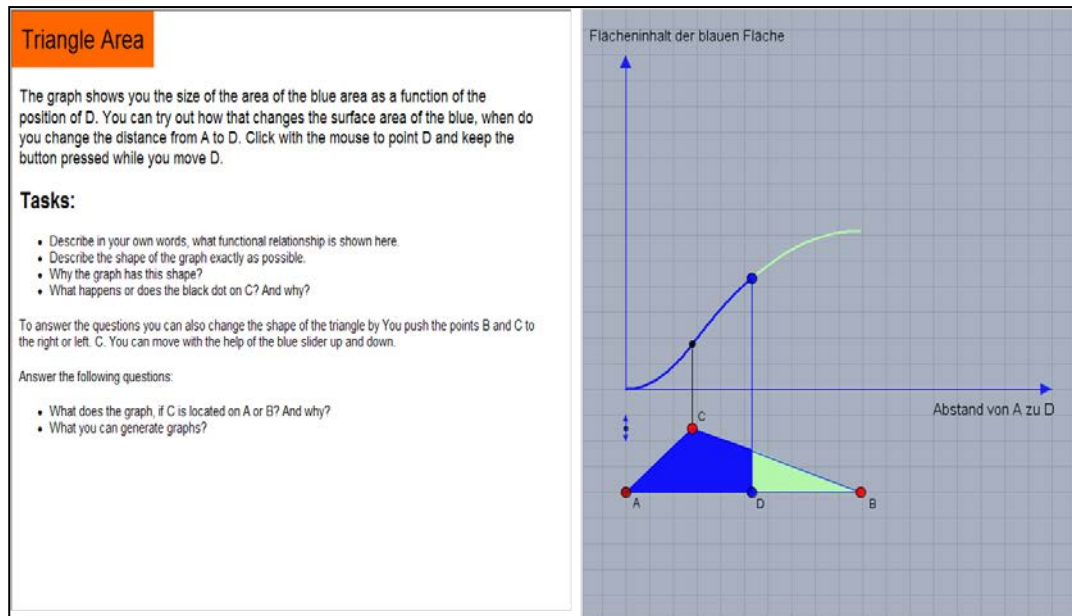 Triangle Area
The graph shows you the size of the area of the blue area as a function of the
position of D. You can try out how that changes the surface area of the blue, when do
you change the distance from A to D. Click with the mouse to point D and keep the
button pressed while you move D.
Tasks:
• Describe in your own words, what functional relationship is shown here.
• Describe the shape of the graph exactly as possible.
• Why the graph has this shape?
• What happens or does the black dot on C? And why?
To answer the questions you can also change the shape of the triangle by You push the points B and C to
the right or left. C. You can move with the help of the blue slider up and down.
Answer the following questions:
• What does the graph, if C is located on A or B? And why?
• What you can generate graphs?
Flächeninhalt der blauen Fläche
Abstand von A zu D
C
A
D
B